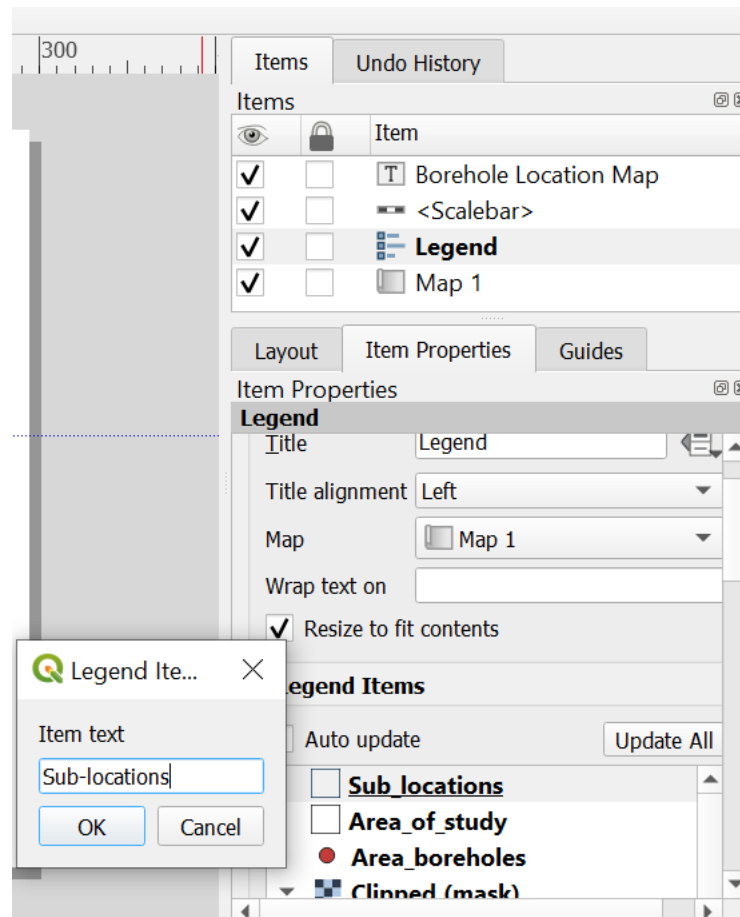 300
Items
Undo History
Items
Item
T Borehole Location Map
<Scalebar>
Legend
Map 1
Layout
Item Properties
Guides
Item Properties
Legend
Title
Legend
Title alignment
Left
Map
Map 1
Wrap text on
Resize to fit contents
Legend Ite...
egend Items
Item text
Auto update
Update All
Sub-locations
Sub_locations
OK
Cancel
Area_of_study
Area_boreholes
Clipped (mask)